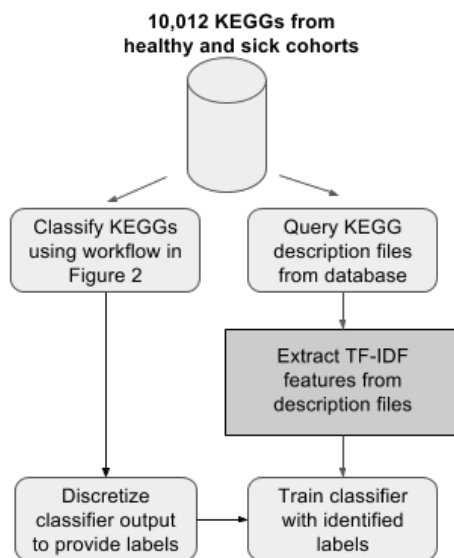 10,012 KEGGs from
healthy and sick cohorts
Classify KEGGs
using workflow in
Figure 2
Query KEGG
description files
from database
Extract TF-IDF
features from
description files
Discretize
classifier output
to provide labels
Train classifier
with identified
labels